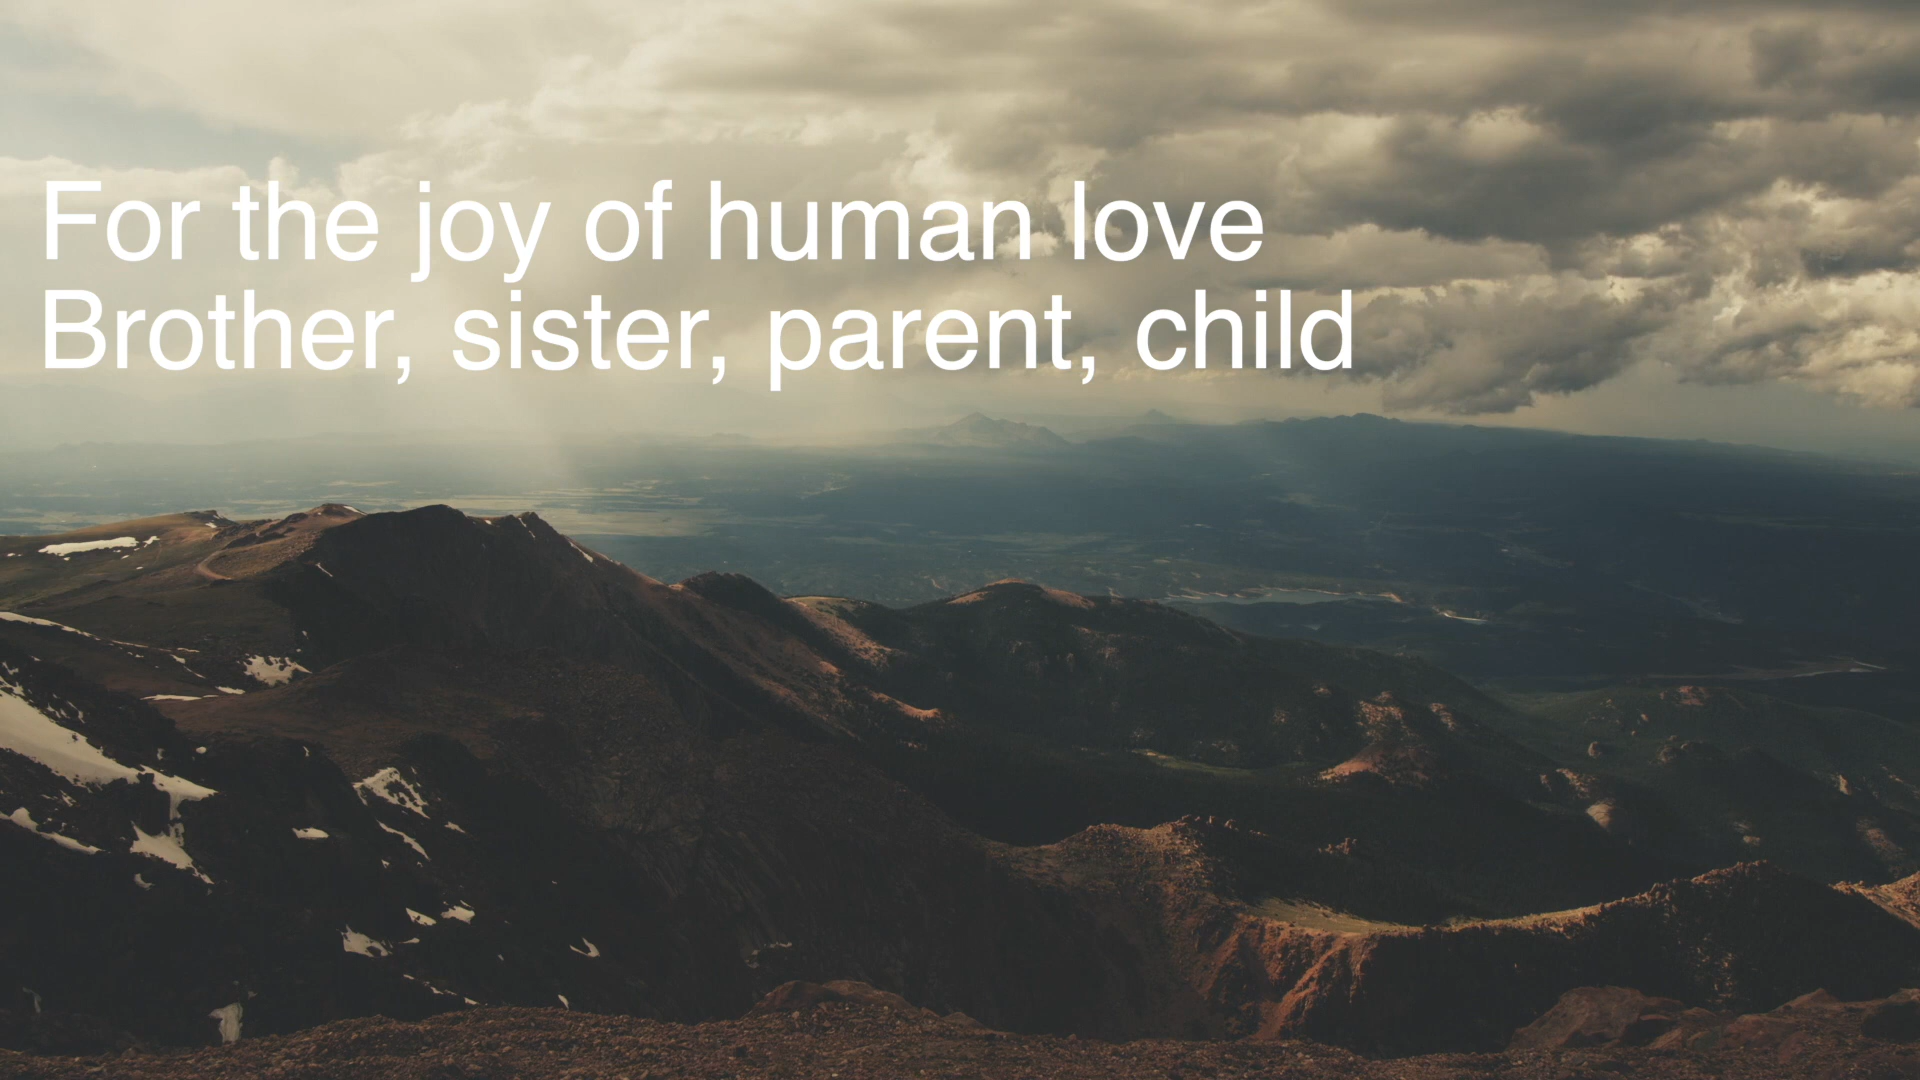 For the joy of human love
Brother, sister, parent, child